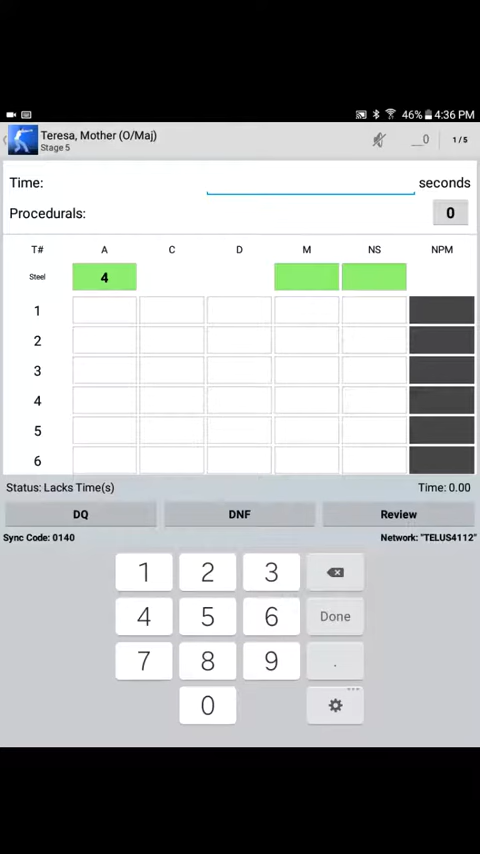 46% 4:36 PM
Teresa, Mother (O/Maj)
Stage 5
__0
1/5
Time: seconds
Procedurals: 0
T# A C D M NS NPM
Steel 4
1
2
3
4
5
6
Status: Lacks Time(s) Time: 0.00
DQ DNF Review
Sync Code: 0140 Network: "TELUS4112"
1 2 3
4 5 6 Done
7 8 9 .
0